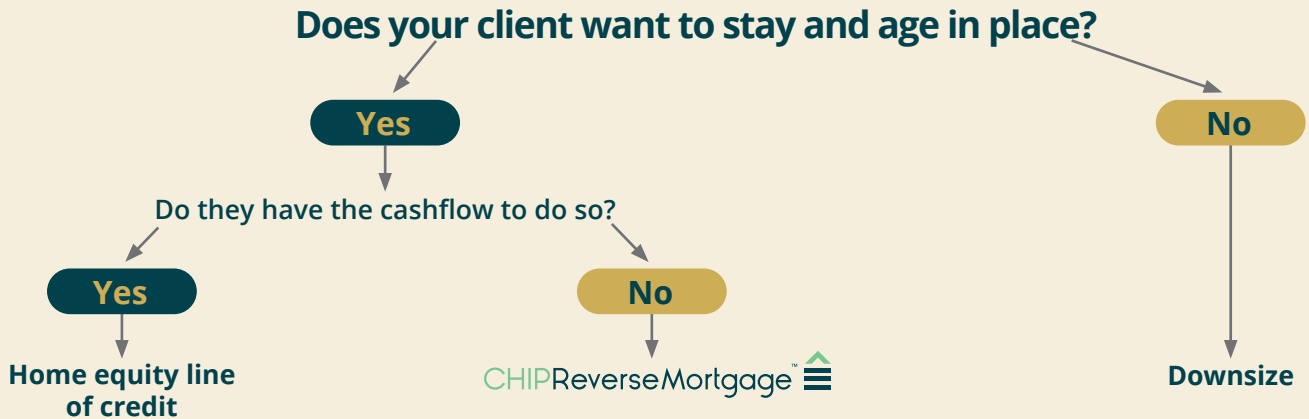 Does your client want to stay and age in place?
Yes
No
Do they have the cashflow to do so?
Yes
No
Home equity line
of credit
CHIPReverseMortgage™
Downsize